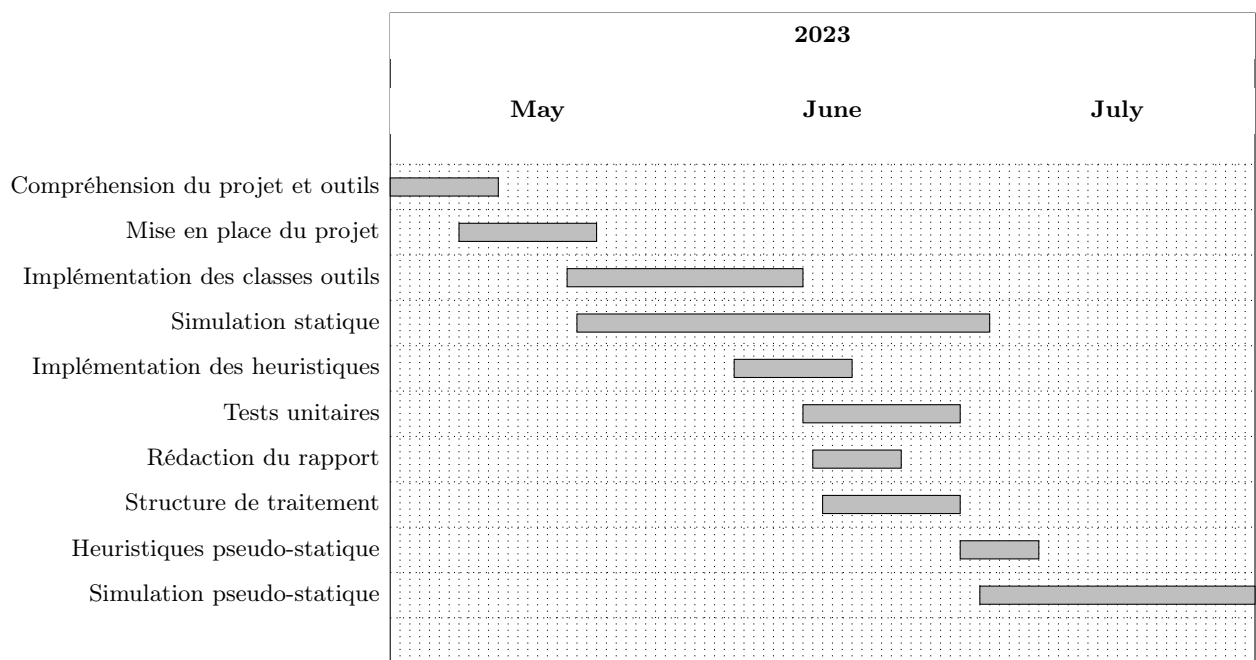 2023
May June July
Compréhension du projet et outils
Mise en place du projet
Implémentation des classes outils
Simulation statique
Implémentation des heuristiques
Tests unitaires
Rédaction du rapport
Structure de traitement
Heuristiques pseudo-statique
Simulation pseudo-statique